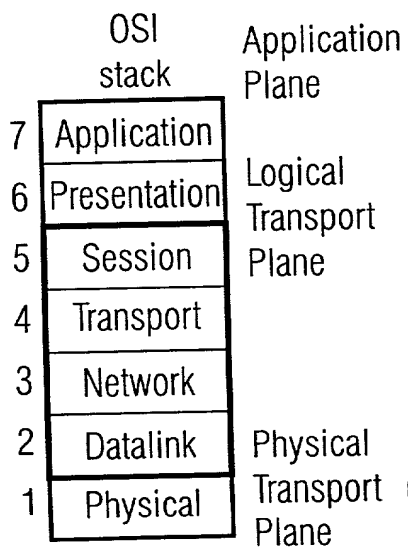 OSI
stack
Application
Plane
7 Application
6 Presentation
Logical
Transport
Plane
5 Session
4 Transport
3 Network
2 Datalink
1 Physical
Physical
Transport
Plane